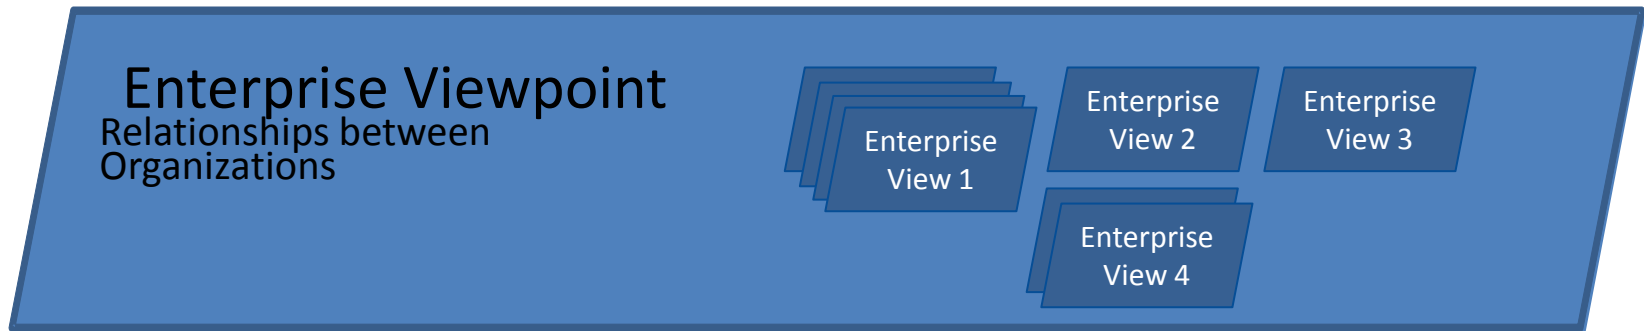 Enterprise Viewpoint
Relationships between
Organizations
Enterprise
View 1
Enterprise
View 2
Enterprise
View 3
Enterprise
View 4